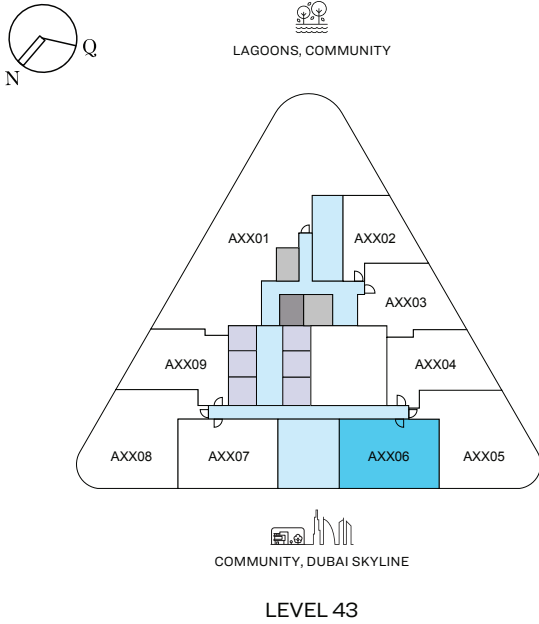 Q
N
LAGOONS, COMMUNITY
AXX01
AXX02
AXX03
AXX09
AXX04
AXX08
AXX07
AXX06
AXX05
COMMUNITY, DUBAI SKYLINE
LEVEL 43